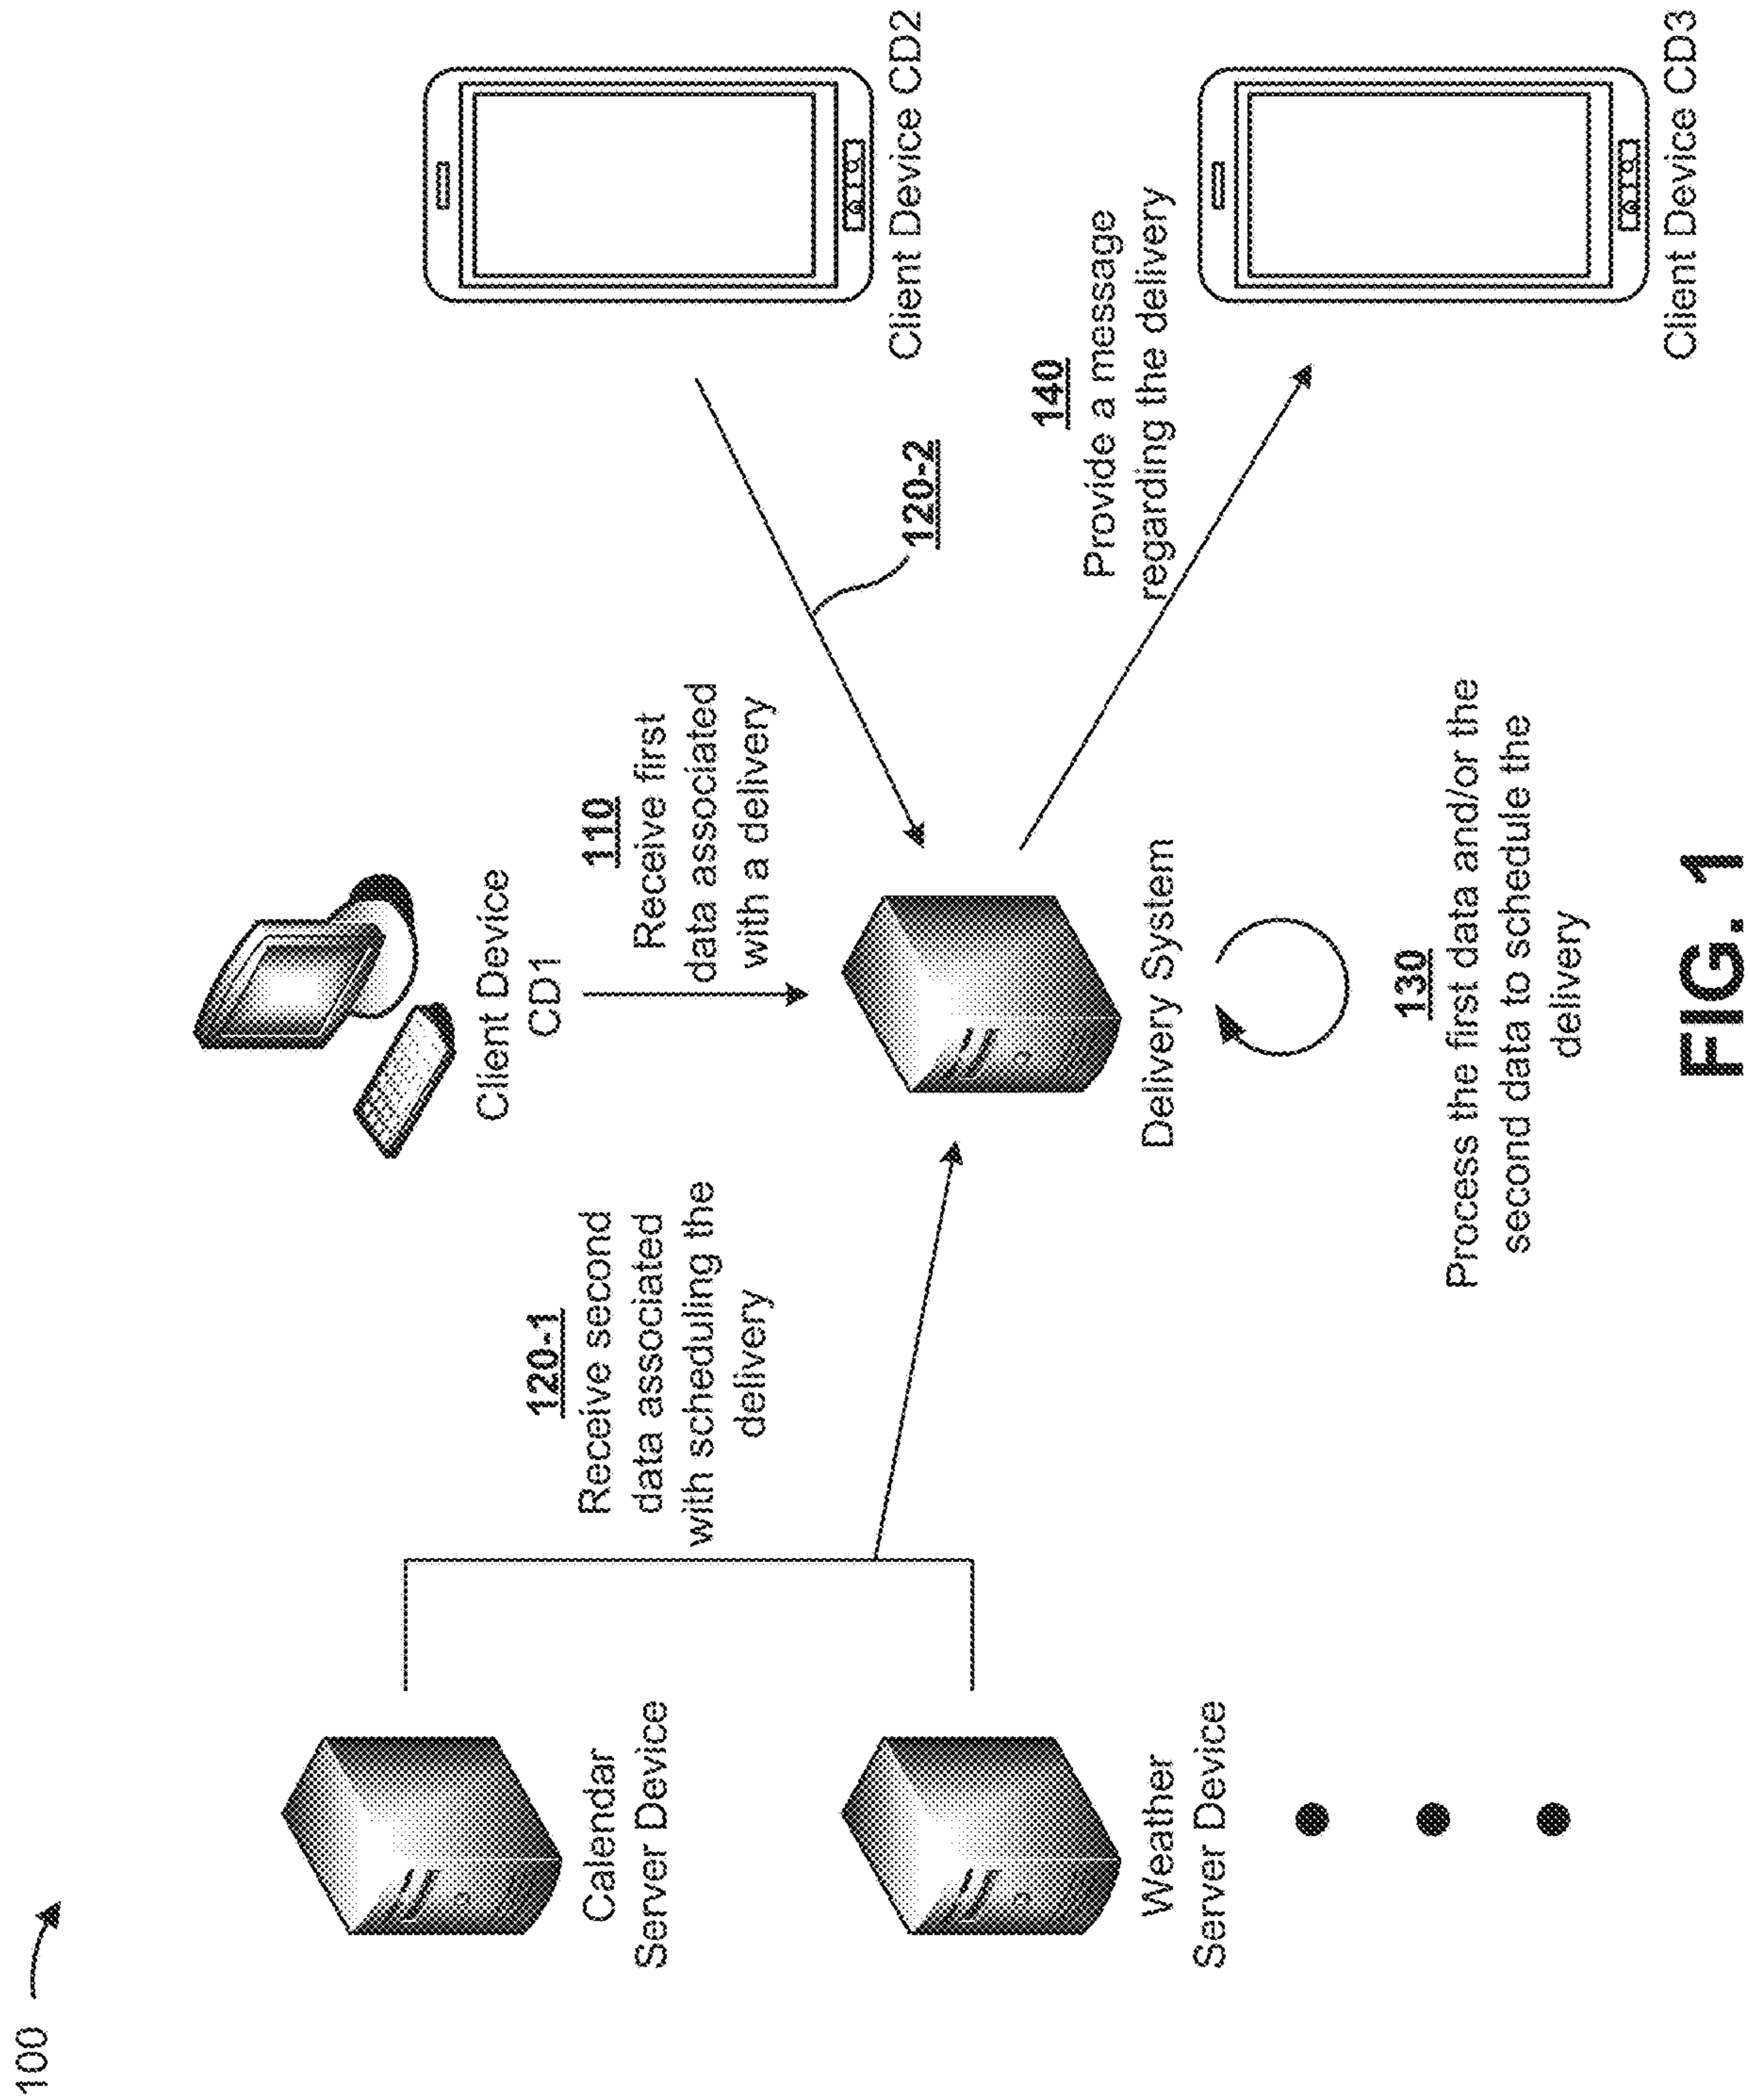 100
Client Device
CD1
120-1
Receive second
data associated
with scheduling the
delivery
110
Receive first
data associated
with a delivery
Calendar
Server Device
120-2
Client Device CD2
Weather
Server Device
Delivery System
140
Provide a message
regarding the delivery
130
Process the first data and/or the
second data to schedule the
delivery
Client Device CD3
FIG. 1